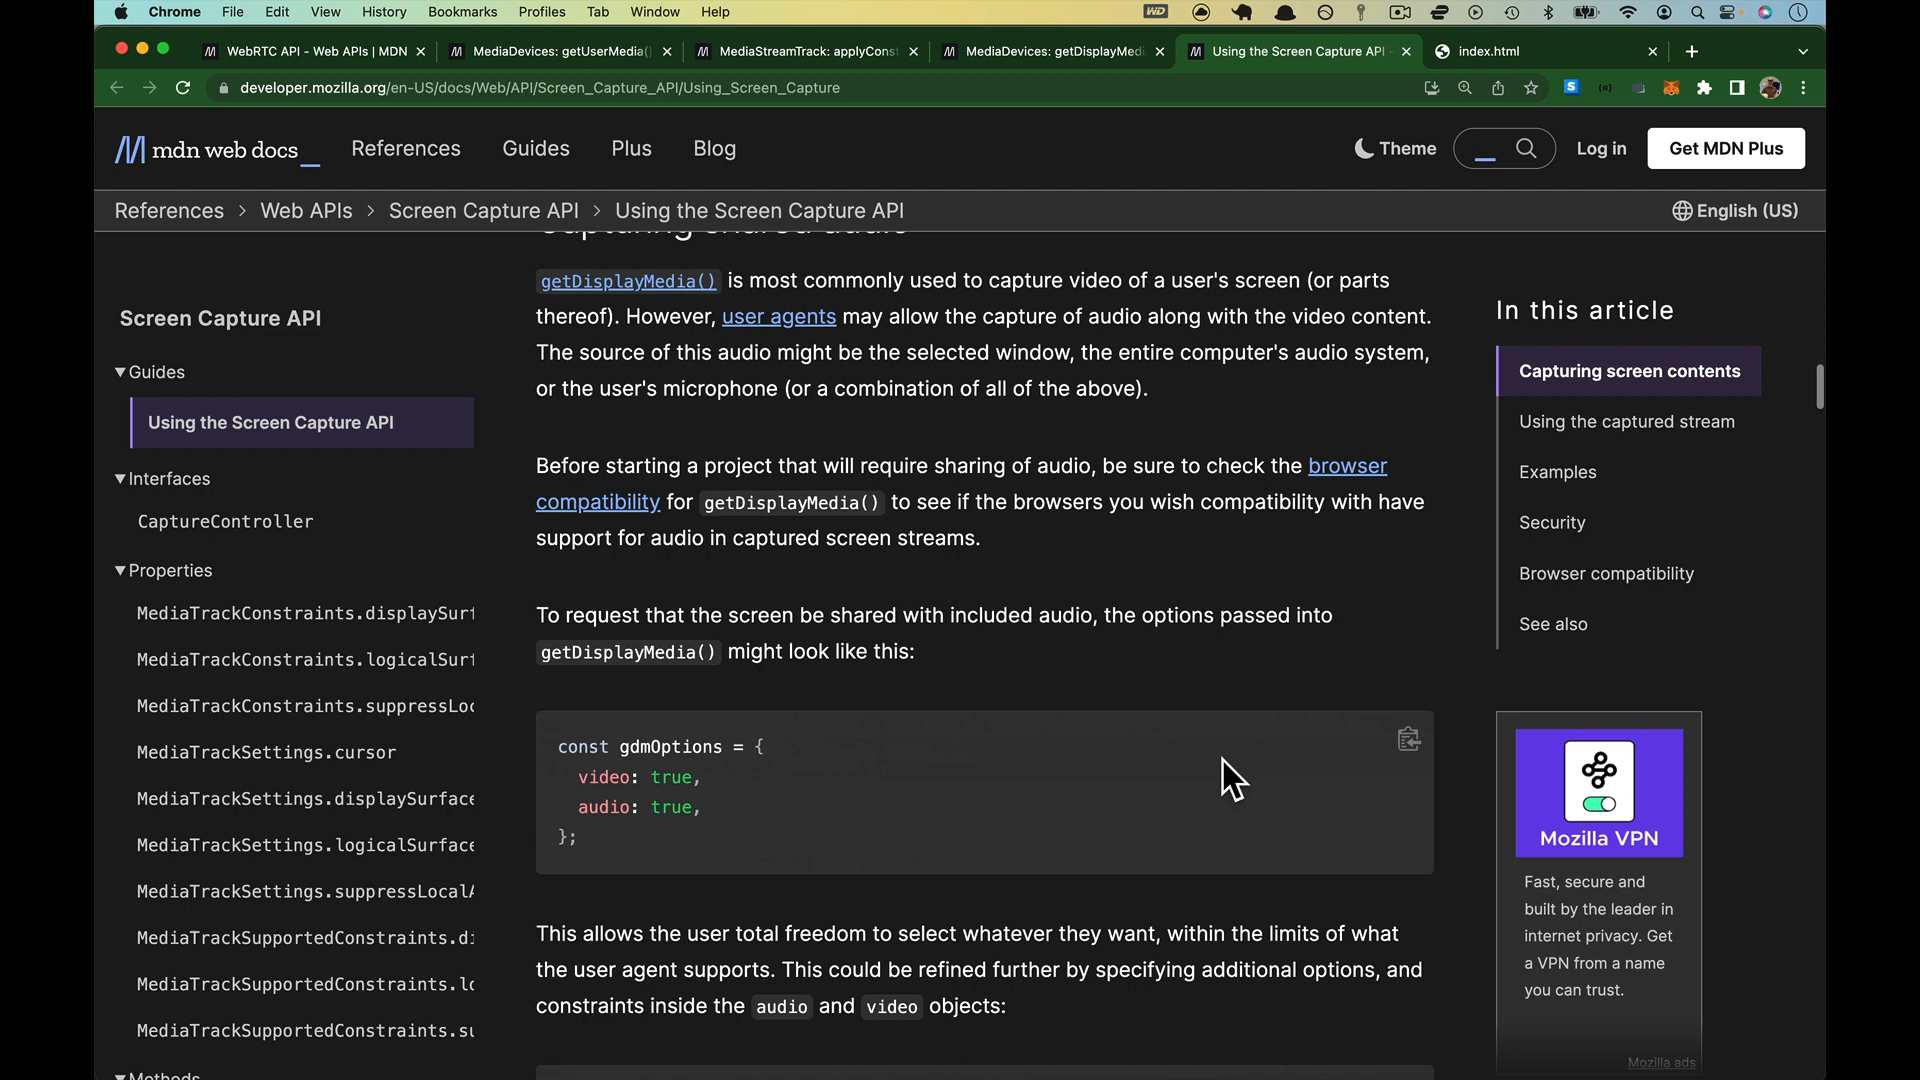 Chrome File Edit View History Bookmarks Profiles Tab Window Help
WD
WebRTC API - Web APIs | MDN
MediaDevices: getUserMedia()
MediaStreamTrack: applyConst
MediaDevices: getDisplayMedi
Using the Screen Capture API -
index.html
developer.mozilla.org/en-US/docs/Web/API/Screen_Capture_API/Using_Screen_Capture
S
mdn web docs_
References Guides Plus Blog
Theme Log in Get MDN Plus
References > Web APIs > Screen Capture API > Using the Screen Capture API
English (US)
Screen Capture API
Guides
Using the Screen Capture API
Interfaces
CaptureController
Properties
MediaTrackConstraints.displaySurf
MediaTrackConstraints.logicalSurf
MediaTrackConstraints.suppressLoc
MediaTrackSettings.cursor
MediaTrackSettings.displaySurface
MediaTrackSettings.logicalSurface
MediaTrackSettings.suppressLocalA
MediaTrackSupportedConstraints.di
MediaTrackSupportedConstraints.lo
MediaTrackSupportedConstraints.su
Methods
Capturing shared audio
getDisplayMedia() is most commonly used to capture video of a user's screen (or parts
thereof). However, user agents may allow the capture of audio along with the video content.
The source of this audio might be the selected window, the entire computer's audio system,
or the user's microphone (or a combination of all of the above).
Before starting a project that will require sharing of audio, be sure to check the browser
compatibility for getDisplayMedia() to see if the browsers you wish compatibility with have
support for audio in captured screen streams.
To request that the screen be shared with included audio, the options passed into
getDisplayMedia() might look like this:
const gdmOptions = {
video: true,
audio: true,
};
This allows the user total freedom to select whatever they want, within the limits of what
the user agent supports. This could be refined further by specifying additional options, and
constraints inside the audio and video objects:
In this article
Capturing screen contents
Using the captured stream
Examples
Security
Browser compatibility
See also
Mozilla VPN
Fast, secure and
built by the leader in
internet privacy. Get
a VPN from a name
you can trust.
Mozilla ads